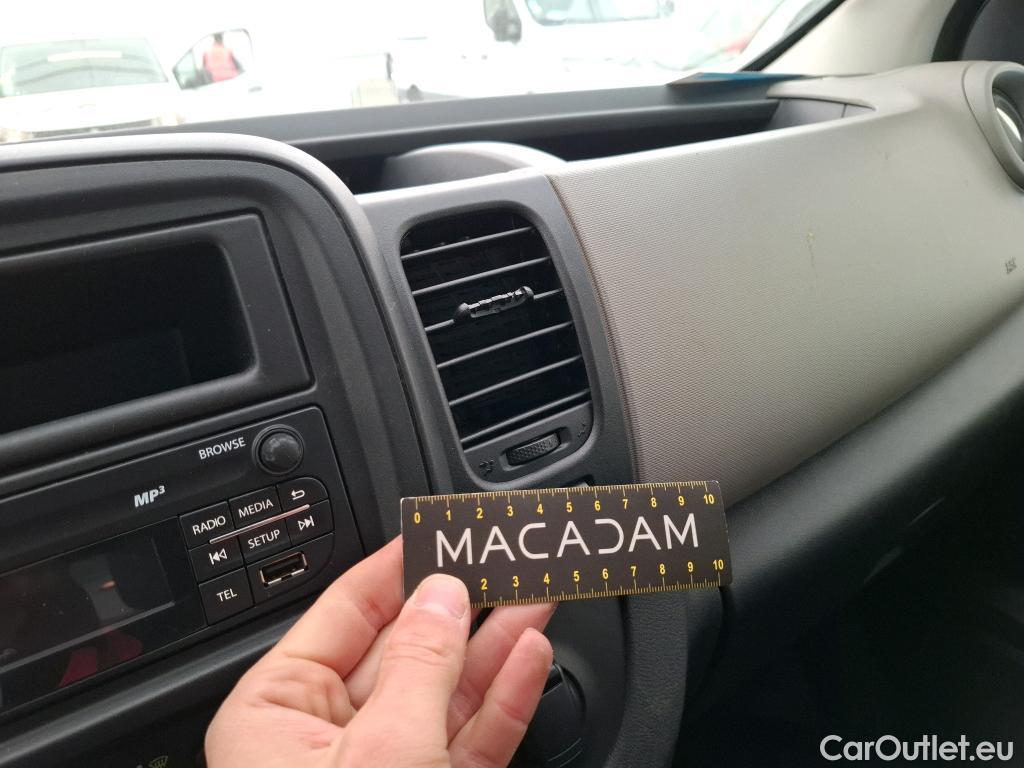 BROWSE
MP3
RADIO MEDIA
SETUP
TEL
0 1 2 3 4 5 6 7 8 9 10
MACADAM
2 3 4 5 6 7 8 9 10
CarOutlet.eu